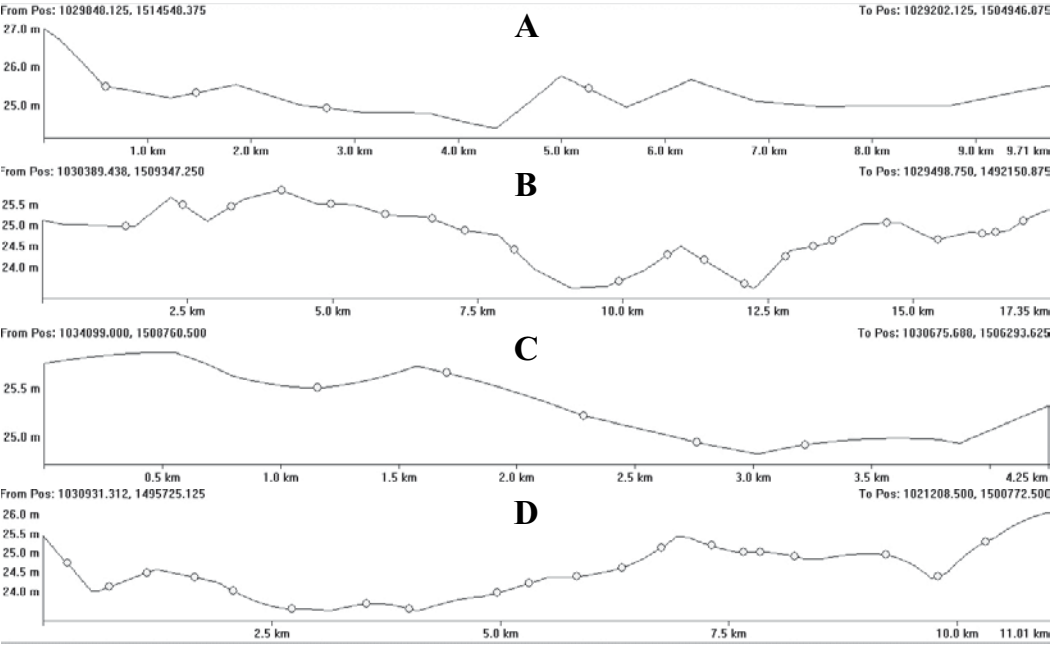 From Pos: 1029848.125, 1514548.375 To Pos: 1029202.125, 1504946.875
A
27.0 m
26.0 m
25.0 m
1.0 km 2.0 km 3.0 km 4.0 km 5.0 km 6.0 km 7.0 km 8.0 km 9.0 km 9.71 km
From Pos: 1030389.438, 1509347.250 To Pos: 1029498.750, 1492150.875
B
25.5 m
25.0 m
24.5 m
24.0 m
2.5 km 5.0 km 7.5 km 10.0 km 12.5 km 15.0 km 17.35 km
From Pos: 1034099.000, 1508760.500 To Pos: 1030675.688, 1506293.625
C
25.5 m
25.0 m
0.5 km 1.0 km 1.5 km 2.0 km 2.5 km 3.0 km 3.5 km 4.25 km
From Pos: 1030931.312, 1495725.125 To Pos: 1021208.500, 1500772.500
D
26.0 m
25.5 m
25.0 m
24.5 m
24.0 m
2.5 km 5.0 km 7.5 km 10.0 km 11.01 km